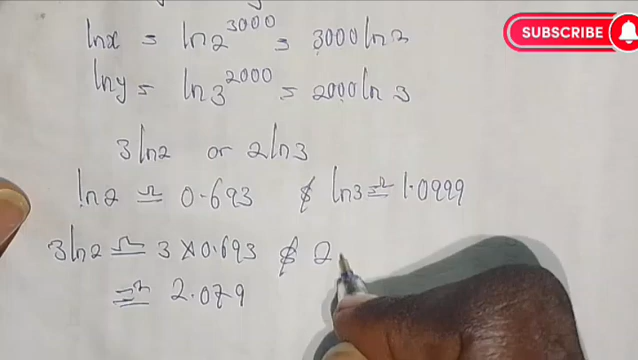 SUBSCRIBE
lnx = ln2^3000 = 3000ln2
lny = ln3^2000 = 2000ln3
3ln2 or 2ln3
ln2 ≃ 0.693 & ln3 ≃ 1.0999
3ln2 ≃ 3×0.693 & 2
≃ 2.079